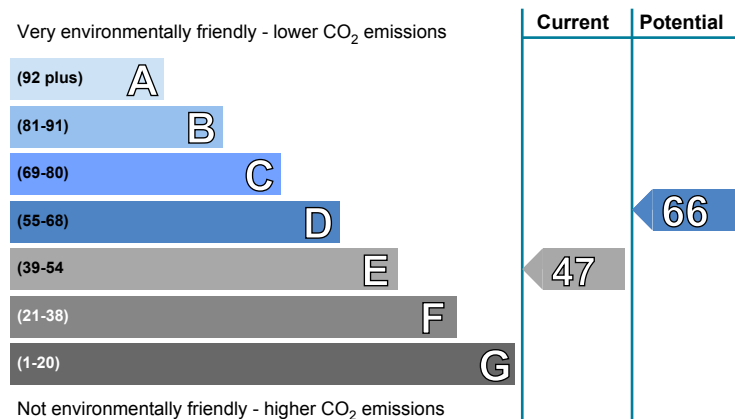 Very environmentally friendly - lower CO2 emissions
Current
Potential
(92 plus) A
(81-91) B
(69-80) C
(55-68) D
66
(39-54 E
47
(21-38) F
(1-20) G
Not environmentally friendly - higher CO2 emissions